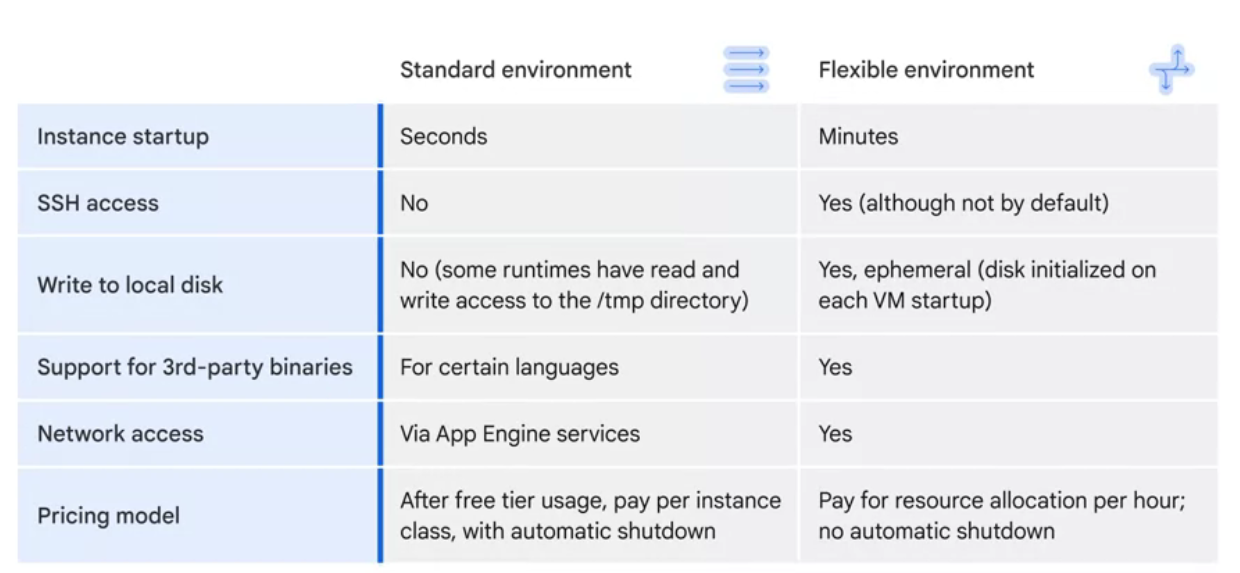 Standard environment
Flexible environment
Instance startup
Seconds
Minutes
SSH access
No
Yes (although not by default)
Write to local disk
No (some runtimes have read and
write access to the /tmp directory)
Yes, ephemeral (disk initialized on
each VM startup)
Support for 3rd-party binaries
For certain languages
Yes
Network access
Via App Engine services
Yes
Pricing model
After free tier usage, pay per instance
class, with automatic shutdown
Pay for resource allocation per hour;
no automatic shutdown